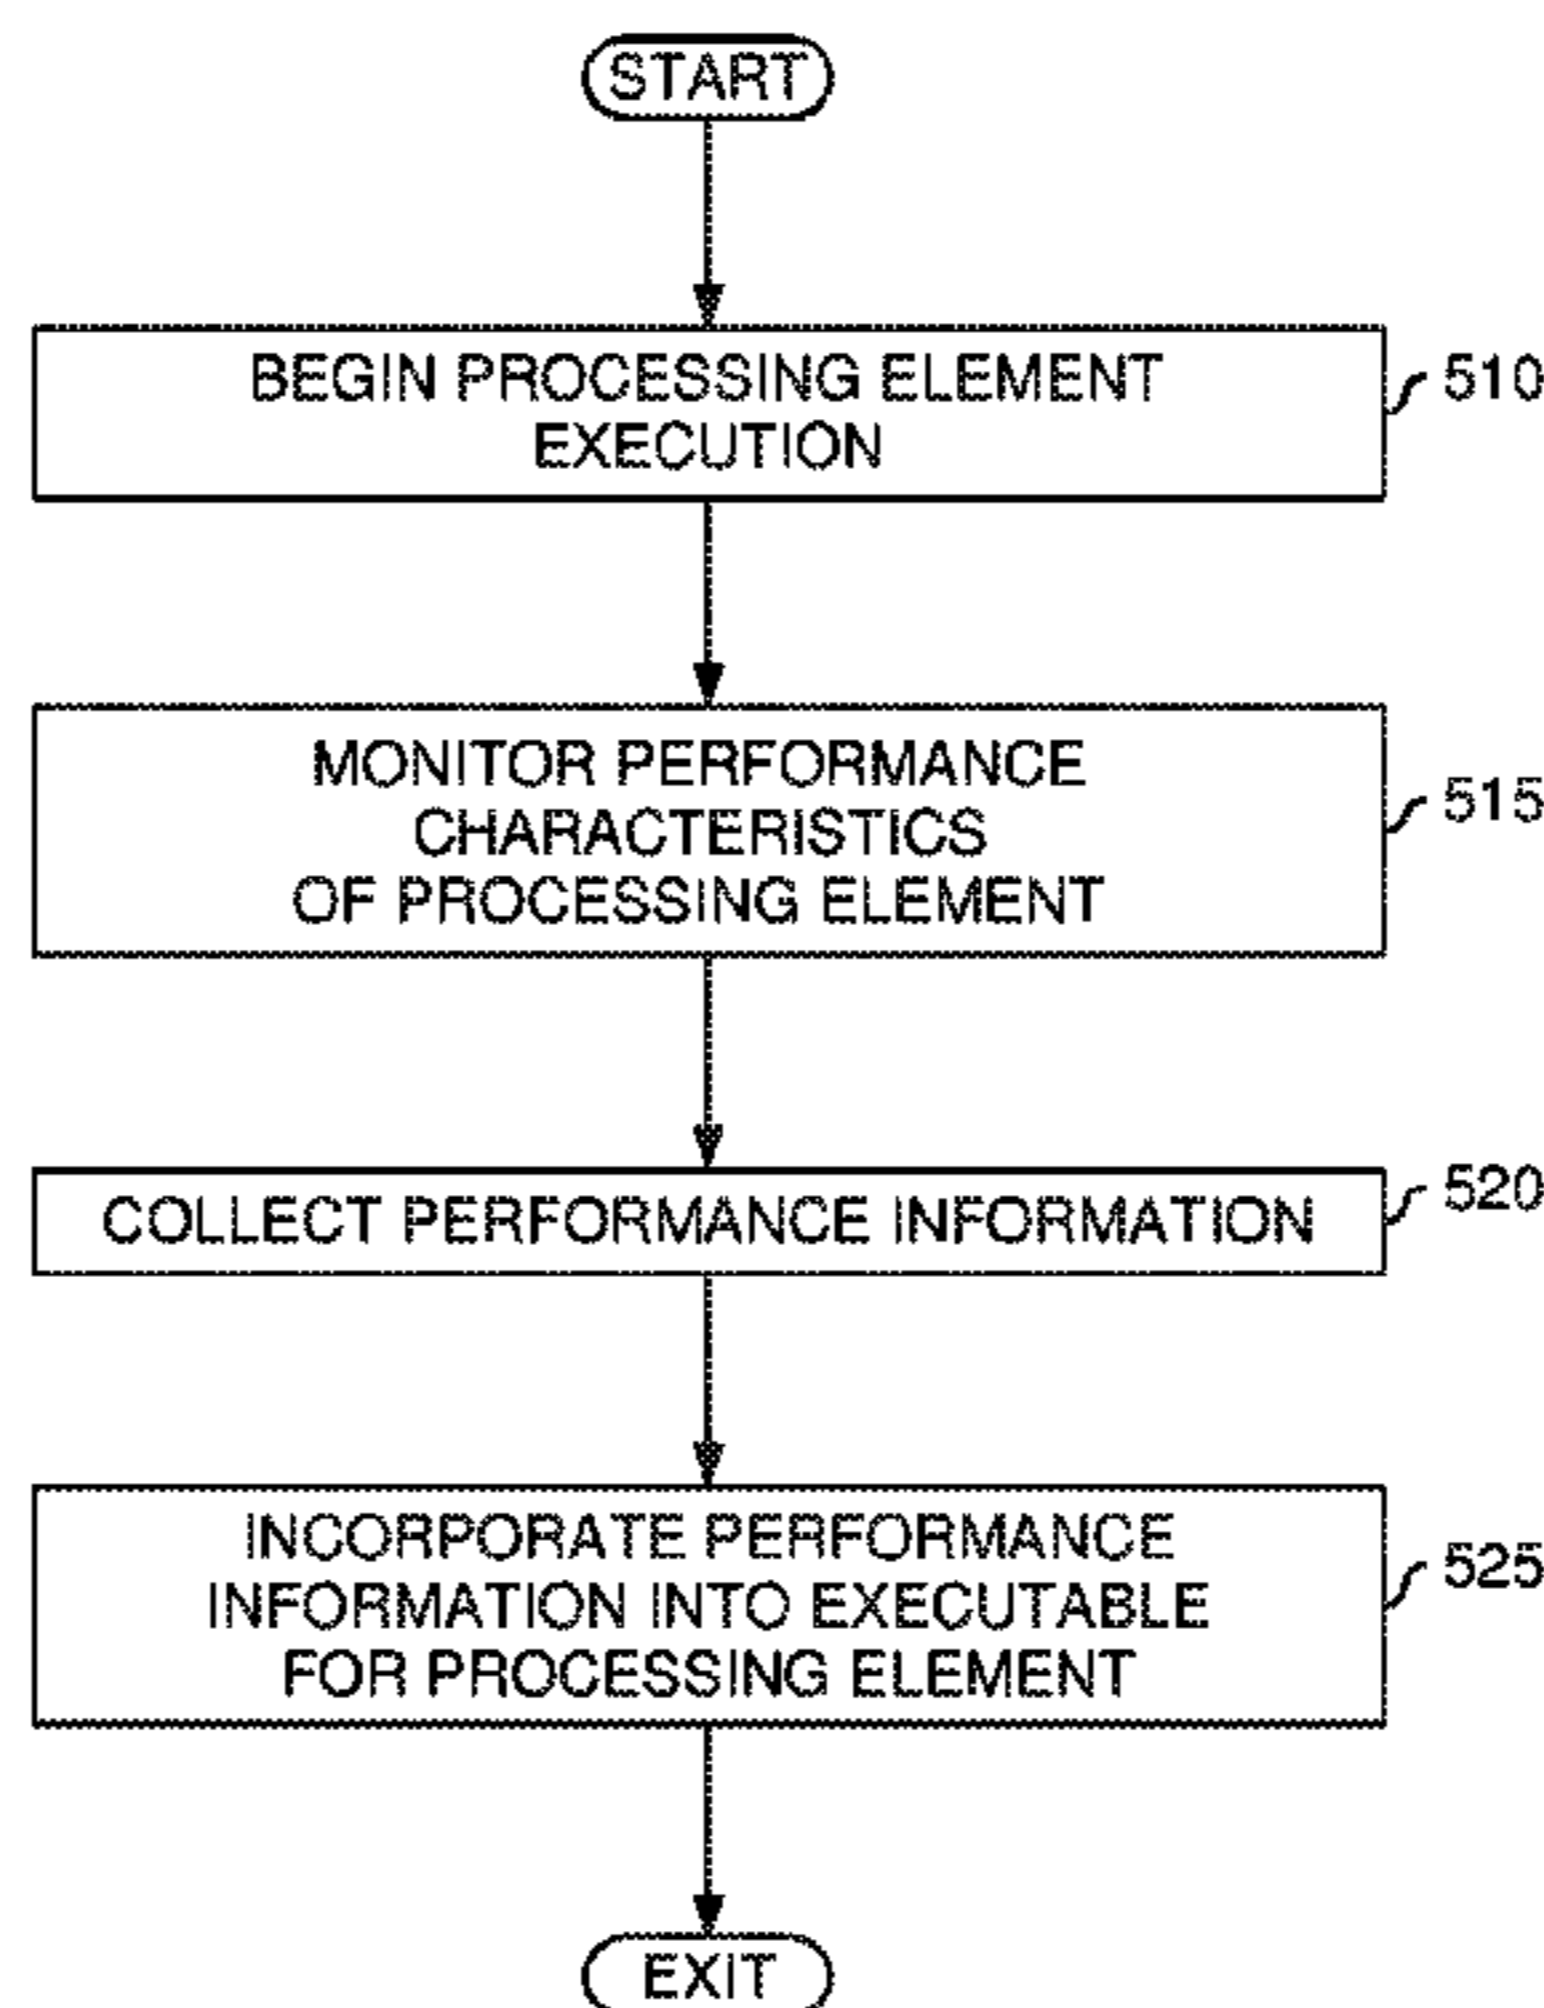 START
BEGIN PROCESSING ELEMENT
EXECUTION
510
MONITOR PERFORMANCE
CHARACTERISTICS
OF PROCESSING ELEMENT
515
COLLECT PERFORMANCE INFORMATION
520
INCORPORATE PERFORMANCE
INFORMATION INTO EXECUTABLE
FOR PROCESSING ELEMENT
525
EXIT